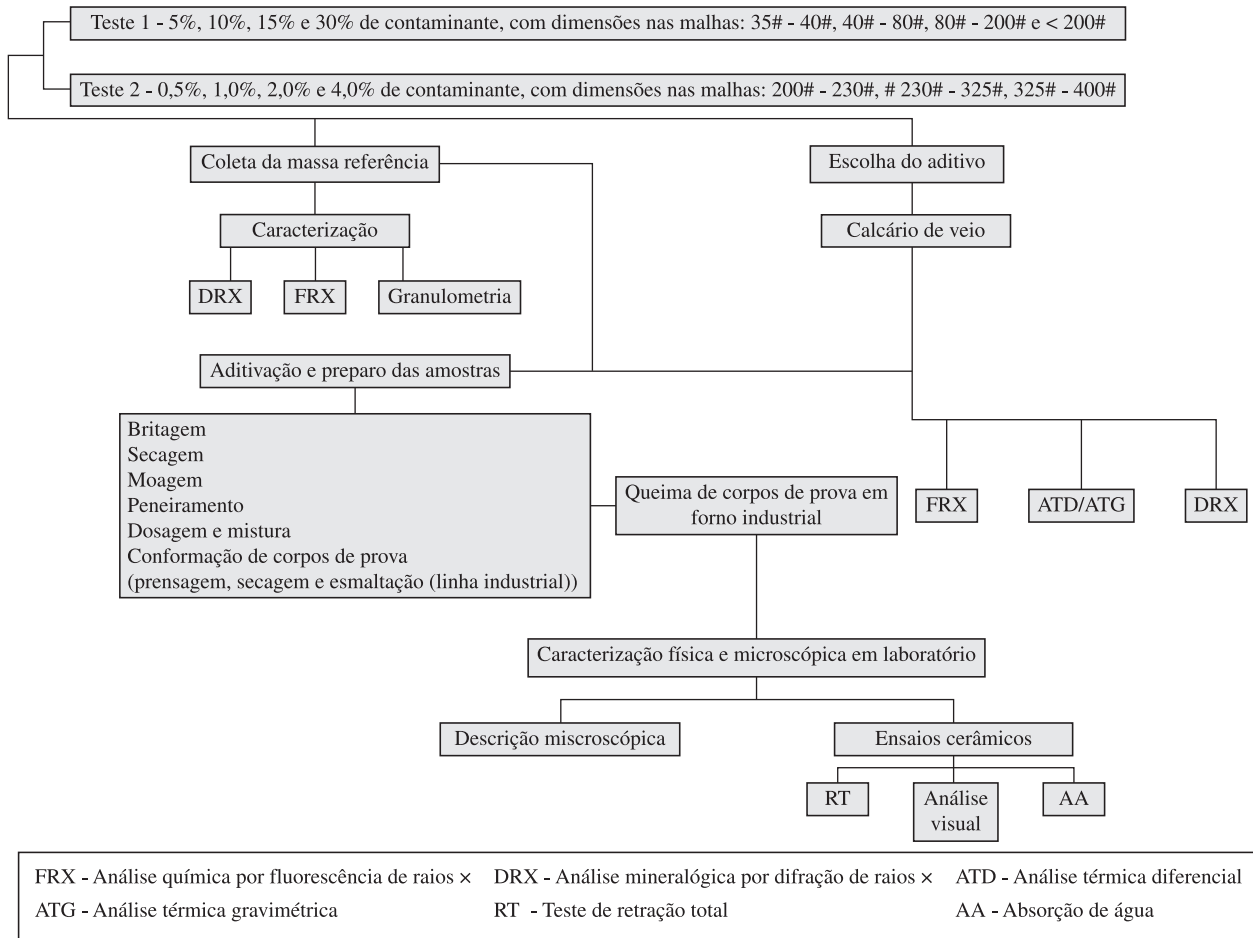 Teste 1 - 5%, 10%, 15% e 30% de contaminante, com dimensões nas malhas: 35# - 40#, 40# - 80#, 80# - 200# e < 200#
Teste 2 - 0,5%, 1,0%, 2,0% e 4,0% de contaminante, com dimensões nas malhas: 200# - 230#, # 230# - 325#, 325# - 400#
Coleta da massa referência
Escolha do aditivo
Caracterização
Calcário de veio
DRX
FRX
Granulometria
Aditivação e preparo das amostras
Britagem
Secagem
Moagem
Peneiramento
Dosagem e mistura
Conformação de corpos de prova
(prensagem, secagem e esmaltação (linha industrial))
Queima de corpos de prova em
forno industrial
FRX
ATD/ATG
DRX
Caracterização física e microscópica em laboratório
Descrição miscroscópica
Ensaios cerâmicos
RT
Análise
visual
AA
FRX - Análise química por fluorescência de raios ×
DRX - Análise mineralógica por difração de raios ×
ATD - Análise térmica diferencial
ATG - Análise térmica gravimétrica
RT - Teste de retração total
AA - Absorção de água